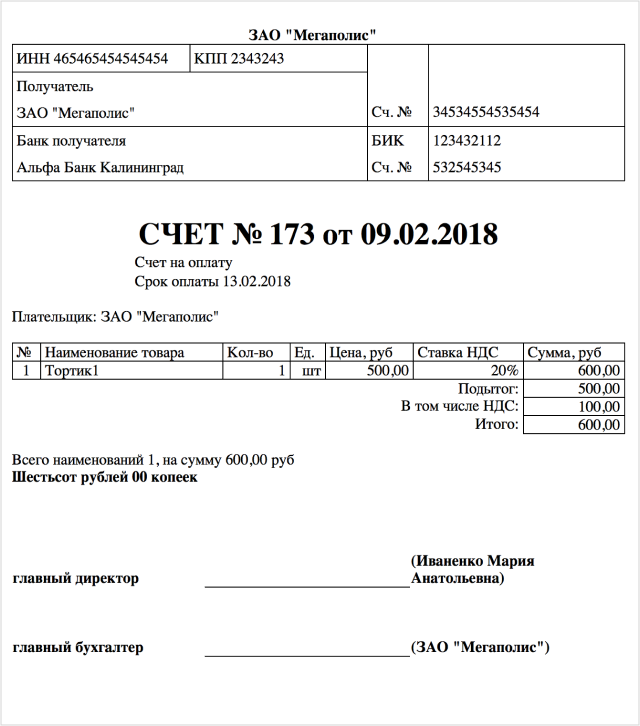 ЗАО "Мегаполис"
ИНН 465465454545454 КПП 2343243
Получатель
ЗАО "Мегаполис" Сч. № 34534554535454
Банк получателя БИК 123432112
Альфа Банк Калининград Сч. № 532545345
СЧЕТ № 173 от 09.02.2018
Счет на оплату
Срок оплаты 13.02.2018
Плательщик: ЗАО "Мегаполис"
№ Наименование товара Кол-во Ед. Цена, руб Ставка НДС Сумма, руб
1 Тортик1 1 шт 500,00 20% 600,00
Подытог: 500,00
В том числе НДС: 100,00
Итого: 600,00
Всего наименований 1, на сумму 600,00 руб
Шестьсот рублей 00 копеек
(Иваненко Мария
главный директор Анатольевна)
главный бухгалтер (ЗАО "Мегаполис")